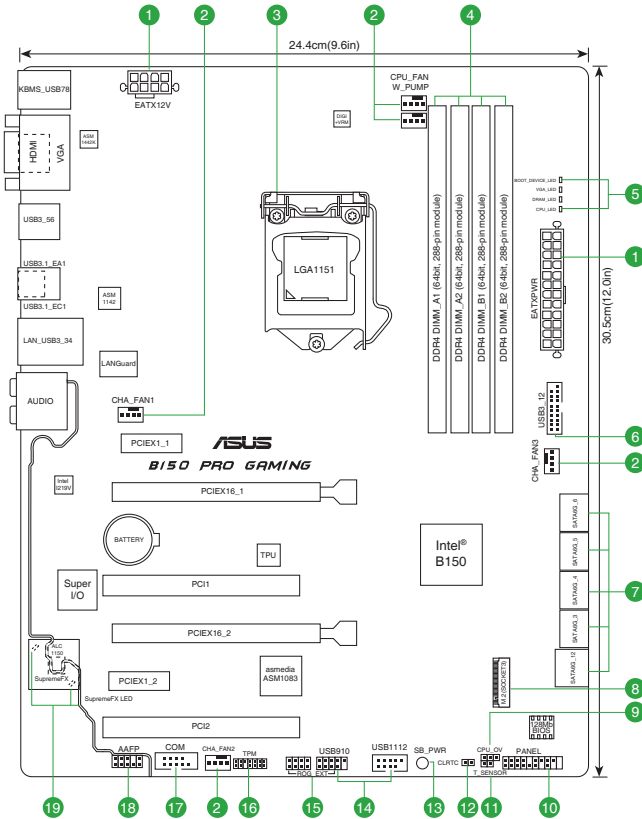 1
2
3
2
4
24.4cm(9.6in)
KBMS_USB78
EATX12V
CPU_FAN
W_PUMP
DIGI
+VRM
ASM
1442K
HDMI
VGA
BOOT_DEVICE_LED
VGA_LED
DRAM_LED
CPU_LED
5
USB3_56
LGA1151
DDR4 DIMM_A1 (64bit, 288-pin module)
DDR4 DIMM_A2 (64bit, 288-pin module)
DDR4 DIMM_B1 (64bit, 288-pin module)
DDR4 DIMM_B2 (64bit, 288-pin module)
EATXPWR
1
30.5cm(12.0in)
USB3.1_EA1
USB3.1_EC1
ASM
1142
LAN_USB3_34
LANGuard
AUDIO
CHA_FAN1
2
USB3_12
6
PCIEX1_1
ASUS
B150 PRO GAMING
CHA_FAN3
2
Intel
I219V
PCIEX16_1
BATTERY
TPU
Intel®
B150
SATA6G_6
SATA6G_5
SATA6G_4
SATA6G_3
SATA6G_12
7
Super
I/O
PCI1
PCIEX16_2
ALC
1150
SupremeFX
SupremeFX LED
PCIEX1_2
asmedia
ASM1083
M.2(SOCKET3)
8
PCI2
128Mb
BIOS
9
AAFP
COM
CHA_FAN2
TPM
ROG_EXT
USB910
USB1112
SB_PWR
CLRTC
CPU_OV
T_SENSOR
PANEL
19
18
17
2
16
15
14
13
12
11
10